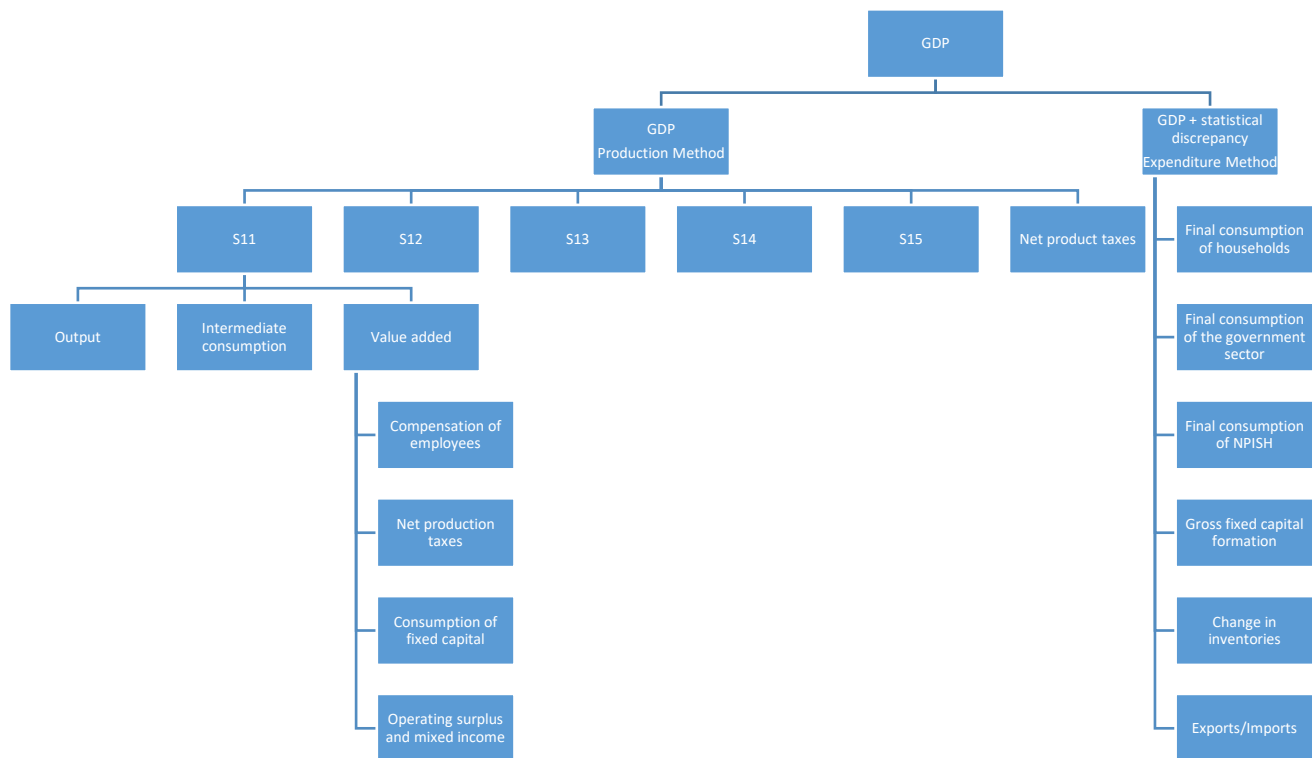 GDP
GDP
Production Method
GDP + statistical
discrepancy
Expenditure Method
S11
S12
S13
S14
S15
Net product taxes
Final consumption
of households
Output
Intermediate
consumption
Value added
Final consumption
of the government
sector
Compensation of
employees
Final consumption
of NPISH
Net production
taxes
Gross fixed capital
formation
Consumption of
fixed capital
Change in
inventories
Operating surplus
and mixed income
Exports/Imports